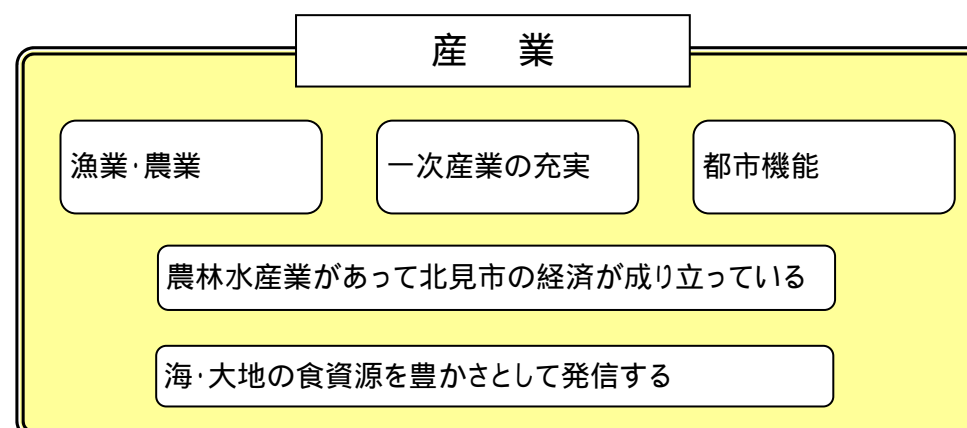 産 業
漁業・農業
一次産業の充実
都市機能
農林水産業があって北見市の経済が成り立っている
海・大地の食資源を豊かさとして発信する